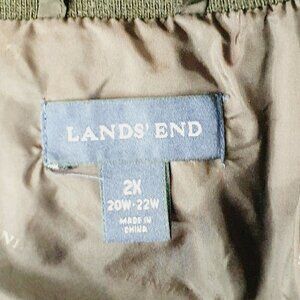 LANDS' END
2X
20W-22W
MADE IN
CHINA